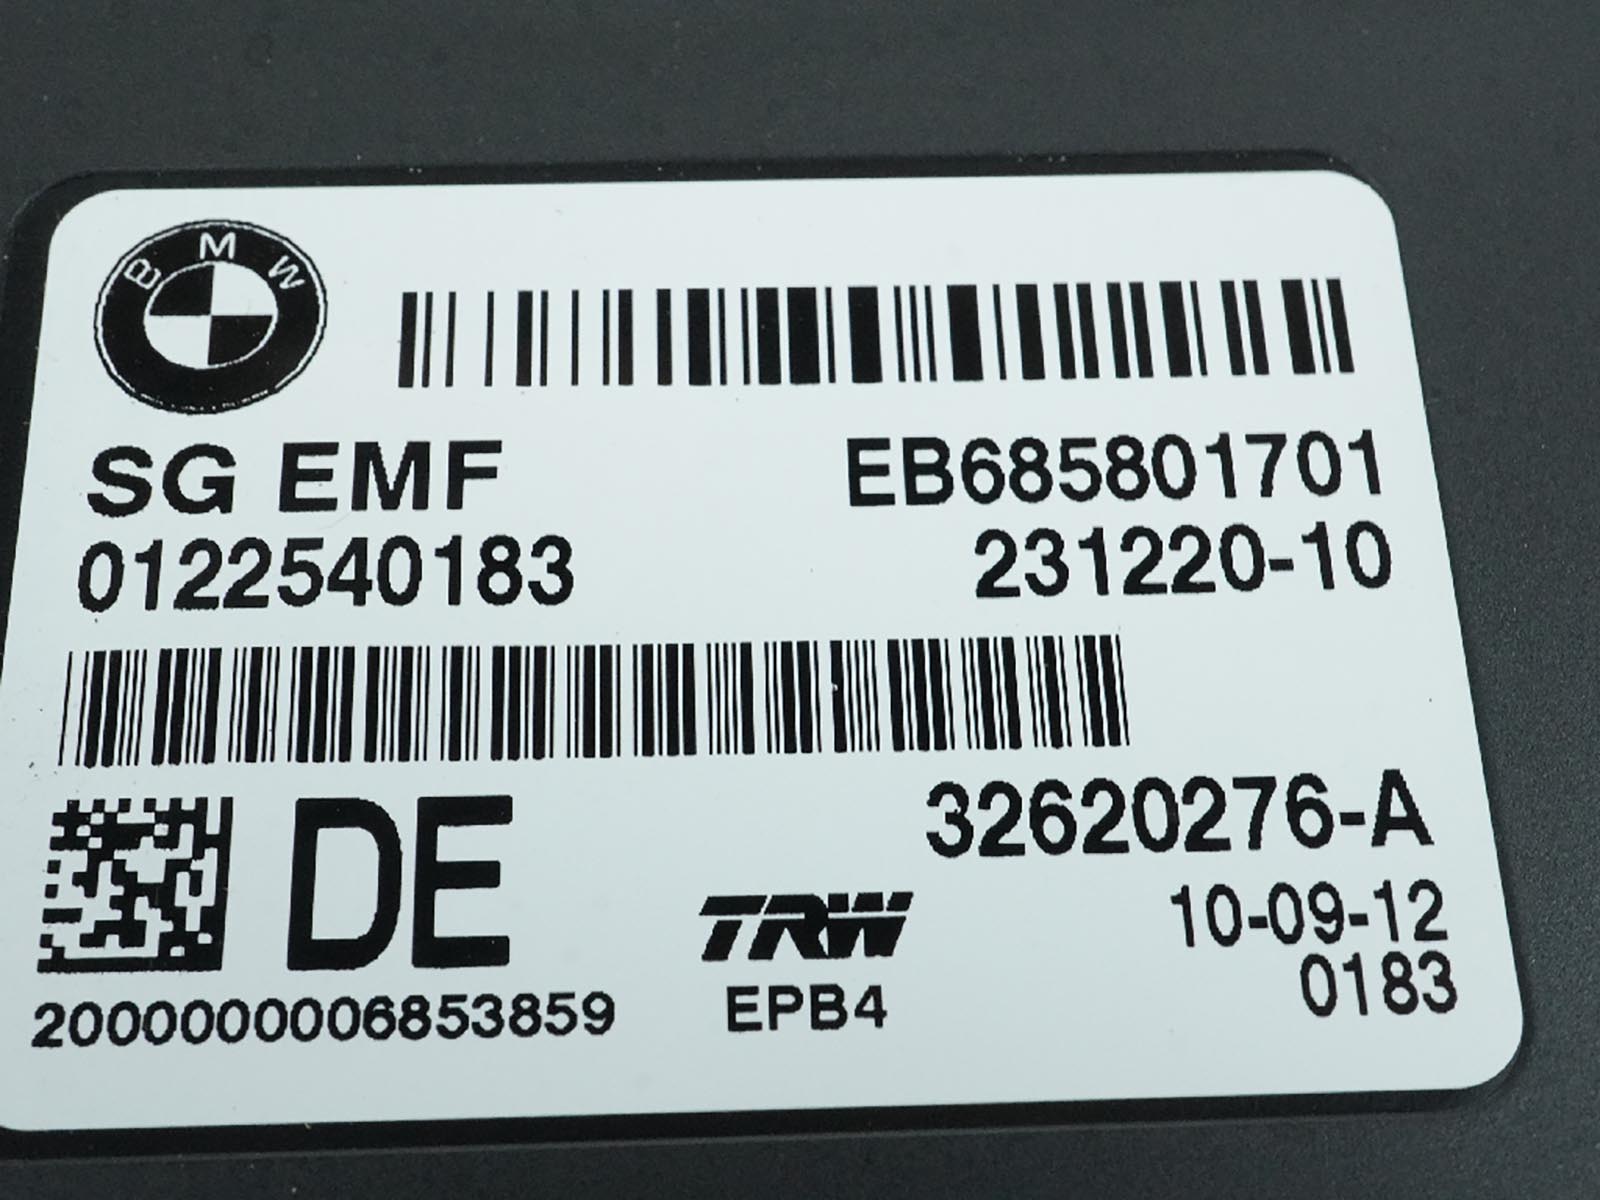 BMW
SG EMF
EB685801701
0122540183
231220-10
32620276-A
DE
TRW
10-09-12
EPB4
0183
2000000006853859